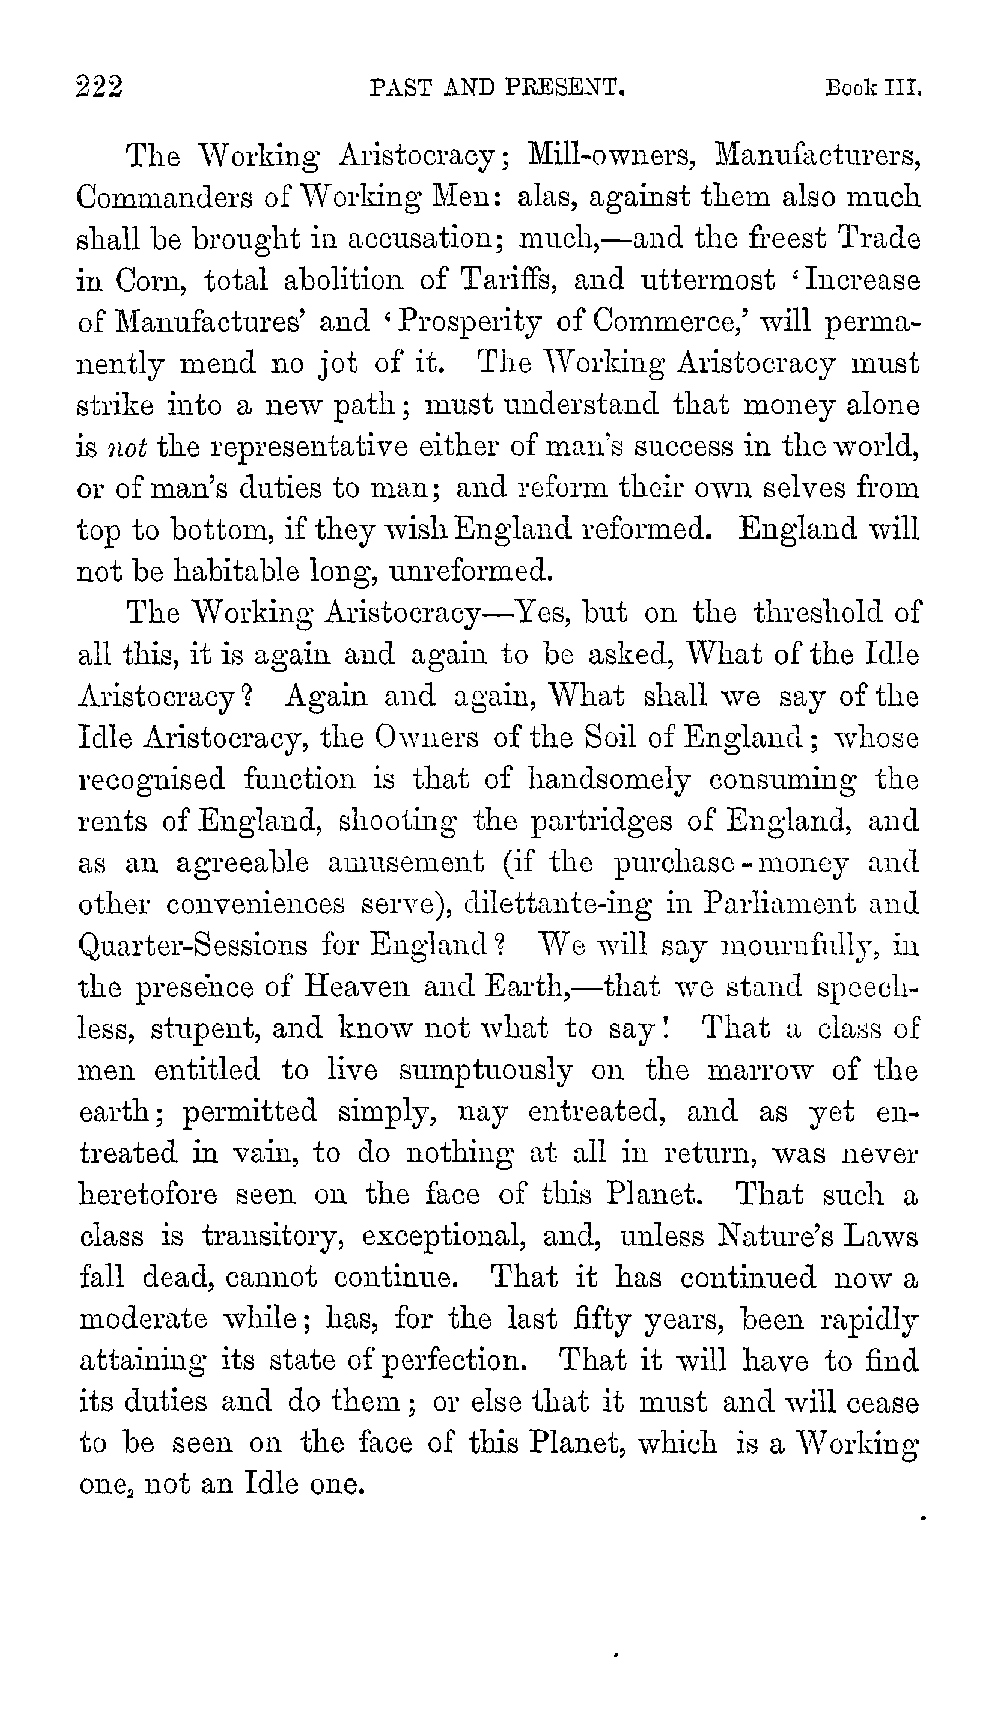 222 PAST AND PRESENT. Book III.
The Working Aristocracy; Mill-owners, Manufacturers,
Commanders of Working Men: alas, against them also much
shall be brought in accusation; much,—and the freest Trade
in Corn, total abolition of Tariffs, and uttermost ‘Increase
of Manufactures’ and ‘Prosperity of Commerce,’ will perma-
nently mend no jot of it. The Working Aristocracy must
strike into a new path; must understand that money alone
is not the representative either of man's success in the world,
or of man's duties to man; and reform their own selves from
top to bottom, if they wish England reformed. England will
not be habitable long, unreformed.
The Working Aristocracy—Yes, but on the threshold of
all this, it is again and again to be asked, What of the Idle
Aristocracy? Again and again, What shall we say of the
Idle Aristocracy, the Owners of the Soil of England; whose
recognised function is that of handsomely consuming the
rents of England, shooting the partridges of England, and
as an agreeable amusement (if the purchase-money and
other conveniences serve), dilettante-ing in Parliament and
Quarter-Sessions for England? We will say mournfully, in
the presence of Heaven and Earth,—that we stand speech-
less, stupent, and know not what to say! That a class of
men entitled to live sumptuously on the marrow of the
earth; permitted simply, nay entreated, and as yet en-
treated in vain, to do nothing at all in return, was never
heretofore seen on the face of this Planet. That such a
class is transitory, exceptional, and, unless Nature's Laws
fall dead, cannot continue. That it has continued now a
moderate while; has, for the last fifty years, been rapidly
attaining its state of perfection. That it will have to find
its duties and do them; or else that it must and will cease
to be seen on the face of this Planet, which is a Working
one, not an Idle one.